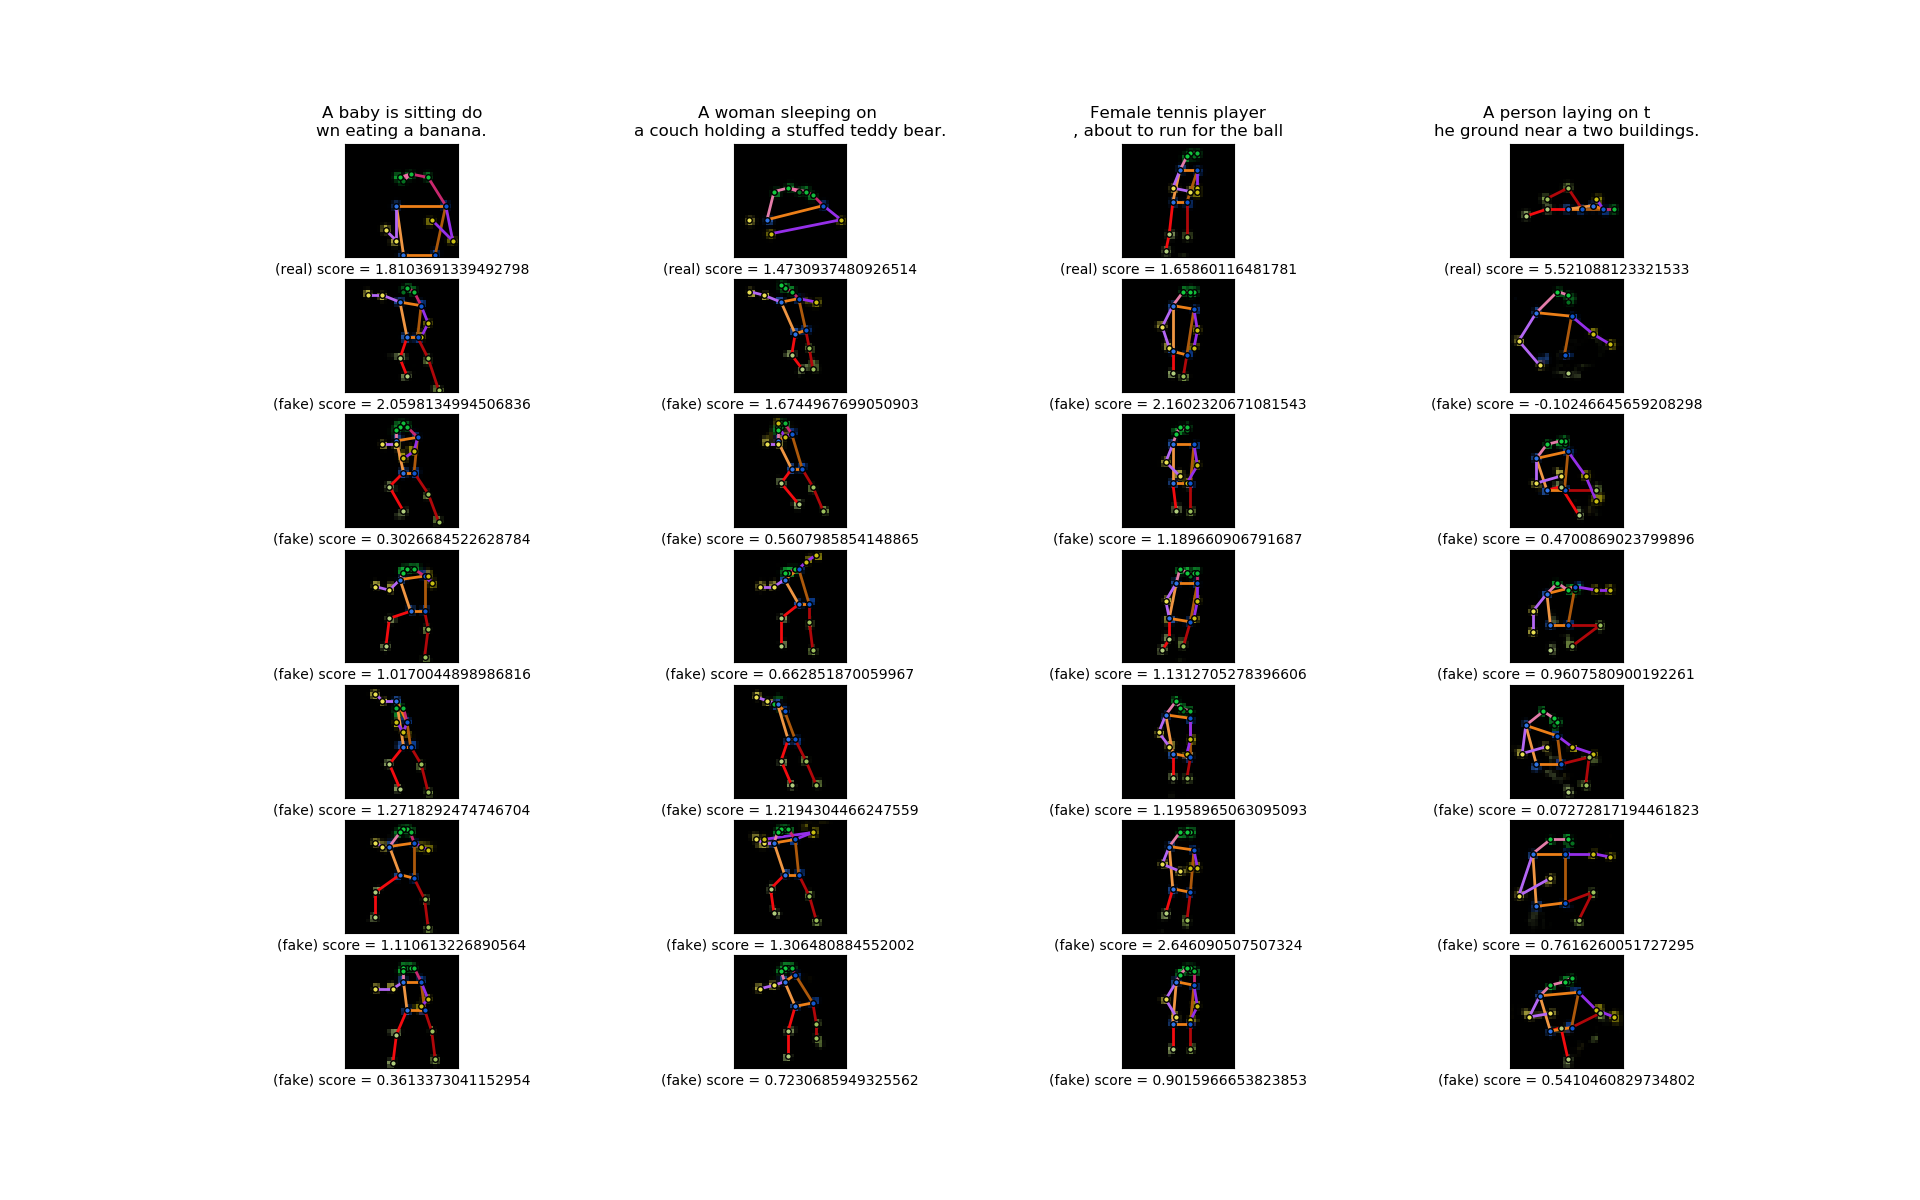 A baby is sitting do
wn eating a banana.
A woman sleeping on
a couch holding a stuffed teddy bear.
Female tennis player
, about to run for the ball
A person laying on t
he ground near a two buildings.
(real) score = 1.8103691339492798
(real) score = 1.4730937480926514
(real) score = 1.65860116481781
(real) score = 5.521088123321533
(fake) score = 2.0598134994506836
(fake) score = 1.6744967699050903
(fake) score = 2.1602320671081543
(fake) score = -0.10246645659208298
(fake) score = 0.3026684522628784
(fake) score = 0.5607985854148865
(fake) score = 1.189660906791687
(fake) score = 0.4700869023799896
(fake) score = 1.0170044898986816
(fake) score = 0.662851870059967
(fake) score = 1.1312705278396606
(fake) score = 0.9607580900192261
(fake) score = 1.2718292474746704
(fake) score = 1.2194304466247559
(fake) score = 1.1958965063095093
(fake) score = 0.07272817194461823
(fake) score = 1.110613226890564
(fake) score = 1.306480884552002
(fake) score = 2.646090507507324
(fake) score = 0.7616260051727295
(fake) score = 0.3613373041152954
(fake) score = 0.7230685949325562
(fake) score = 0.9015966653823853
(fake) score = 0.5410460829734802